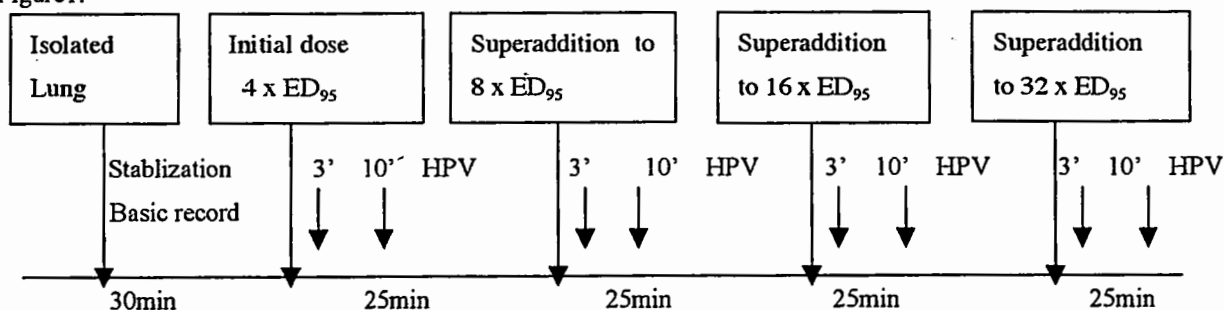 Isolated
Lung
Initial dose
4 x ED95
Superaddition to
8 x ED95
Superaddition
to 16 x ED95
Superaddition
to 32 x ED95
Stablization
Basic record
3' 10' HPV
3' 10' HPV
3' 10' HPV
3' 10' HPV
30min 25min 25min 25min 25min